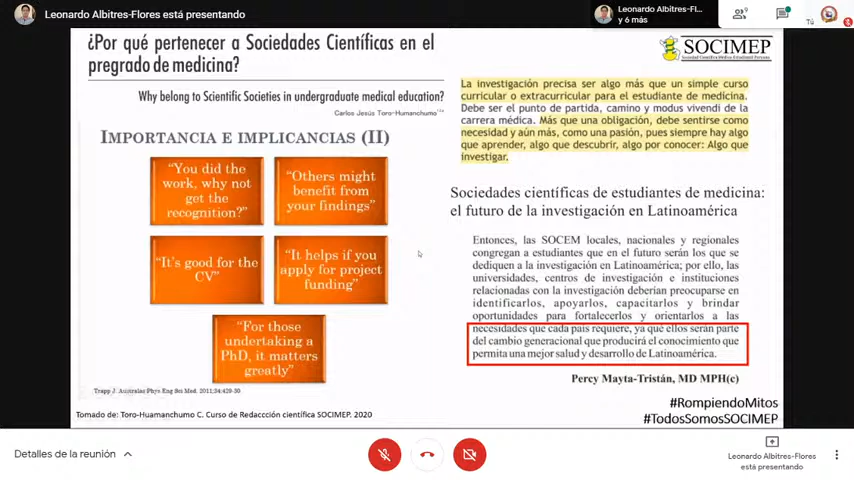 Leonardo Albitres-Flores está presentando
Leonardo Albitres-Fl...
y 6 más
9
Tú
¿Por qué pertenecer a Sociedades Científicas en el
pregrado de medicina?
Why belong to Scientific Societies in undergraduate medical education?
Carlos Jesús Toro-Huamanchumo
IMPORTANCIA E IMPLICANCIAS (II)
“You did the
work, why not
get the
recognition?”
“Others might
benefit from
your findings”
“It’s good for the
CV”
“It helps if you
apply for project
funding”
“For those
undertaking a
PhD, it matters
greatly”
Trapp J. Australas Phys Eng Sci Med. 2011;34:429-30
Tomado de: Toro-Huamanchumo C. Curso de Redaccción científica SOCIMEP. 2020
SOCIMEP
Sociedad Científica Médico Estudiantil Peruana
La investigación precisa ser algo más que un simple curso
curricular o extracurricular para el estudiante de medicina.
Debe ser el punto de partida, camino y modus vivendi de la
carrera médica. Más que una obligación, debe sentirse como
necesidad y aún más, como una pasión, pues siempre hay algo
que aprender, algo que descubrir, algo por conocer: Algo que
investigar.
Sociedades científicas de estudiantes de medicina:
el futuro de la investigación en Latinoamérica
Entonces, las SOCEM locales, nacionales y regionales
congregan a estudiantes que en el futuro serán los que se
dediquen a la investigación en Latinoamérica; por ello, las
universidades, centros de investigación e instituciones
relacionadas con la investigación deberían preocuparse en
identificarlos, apoyarlos, capacitarlos y brindar
oportunidades para fortalecerlos y orientarlos a las
necesidades que cada país requiere, ya que ellos serán parte
del cambio generacional que producirá el conocimiento que
permita una mejor salud y desarrollo de Latinoamérica.
Percy Mayta-Tristán, MD MPH(c)
#RompiendoMitos
#TodosSomosSOCIMEP
Detalles de la reunión
Leonardo Albitres-Flores
está presentando